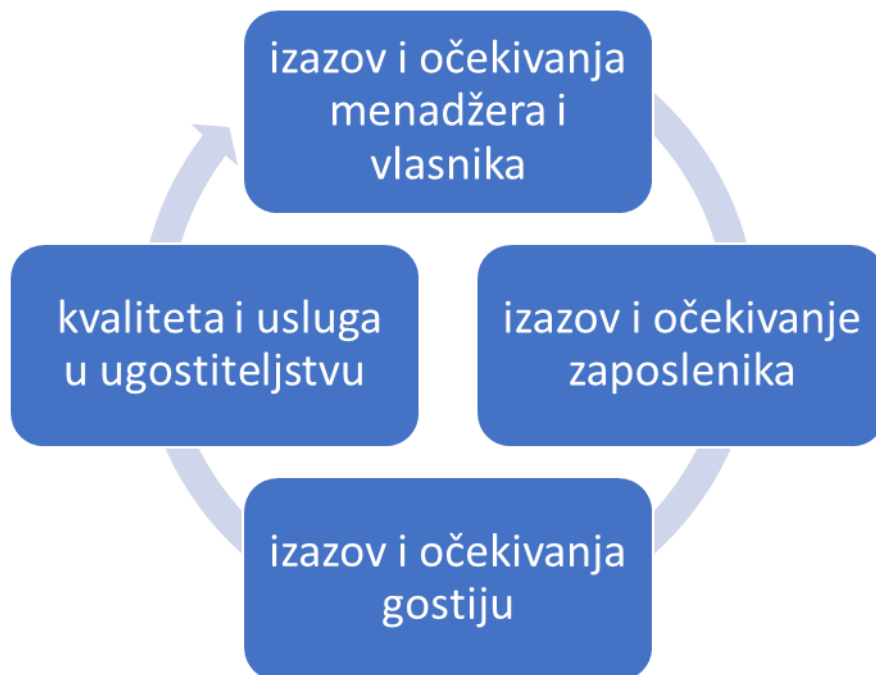 izazov i očekivanja
menadžera i
vlasnika
izazov i očekivanje
zaposlenika
izazov i očekivanja
gostiju
kvaliteta i usluga
u ugostiteljstvu